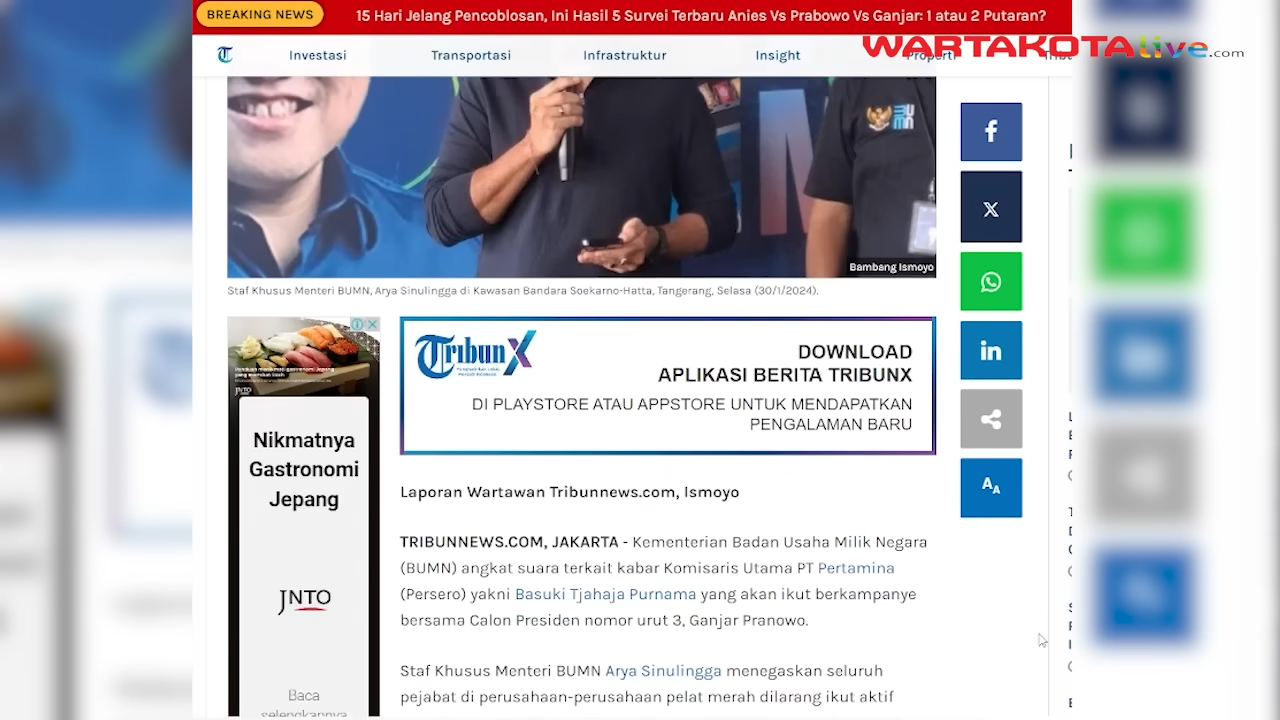 BREAKING NEWS
15 Hari Jelang Pencoblosan, Ini Hasil 5 Survei Terbaru Anies Vs Prabowo Vs Ganjar: 1 atau 2 Putaran?
WARTAKOTAlive.com
Investasi
Transportasi
Infrastruktur
Insight
Properti
Bambang Ismoyo
Staf Khusus Menteri BUMN, Arya Sinulingga di Kawasan Bandara Soekarno-Hatta, Tangerang, Selasa (30/1/2024).
JNTO
Nikmatnya
Gastronomi
Jepang
JNTO
Baca
selengkapnya
TribunX
DOWNLOAD
APLIKASI BERITA TRIBUNX
DI PLAYSTORE ATAU APPSTORE UNTUK MENDAPATKAN
PENGALAMAN BARU
Laporan Wartawan Tribunnews.com, Ismoyo
TRIBUNNEWS.COM, JAKARTA - Kementerian Badan Usaha Milik Negara
(BUMN) angkat suara terkait kabar Komisaris Utama PT Pertamina
(Persero) yakni Basuki Tjahaja Purnama yang akan ikut berkampanye
bersama Calon Presiden nomor urut 3, Ganjar Pranowo.
Staf Khusus Menteri BUMN Arya Sinulingga menegaskan seluruh
pejabat di perusahaan-perusahaan pelat merah dilarang ikut aktif